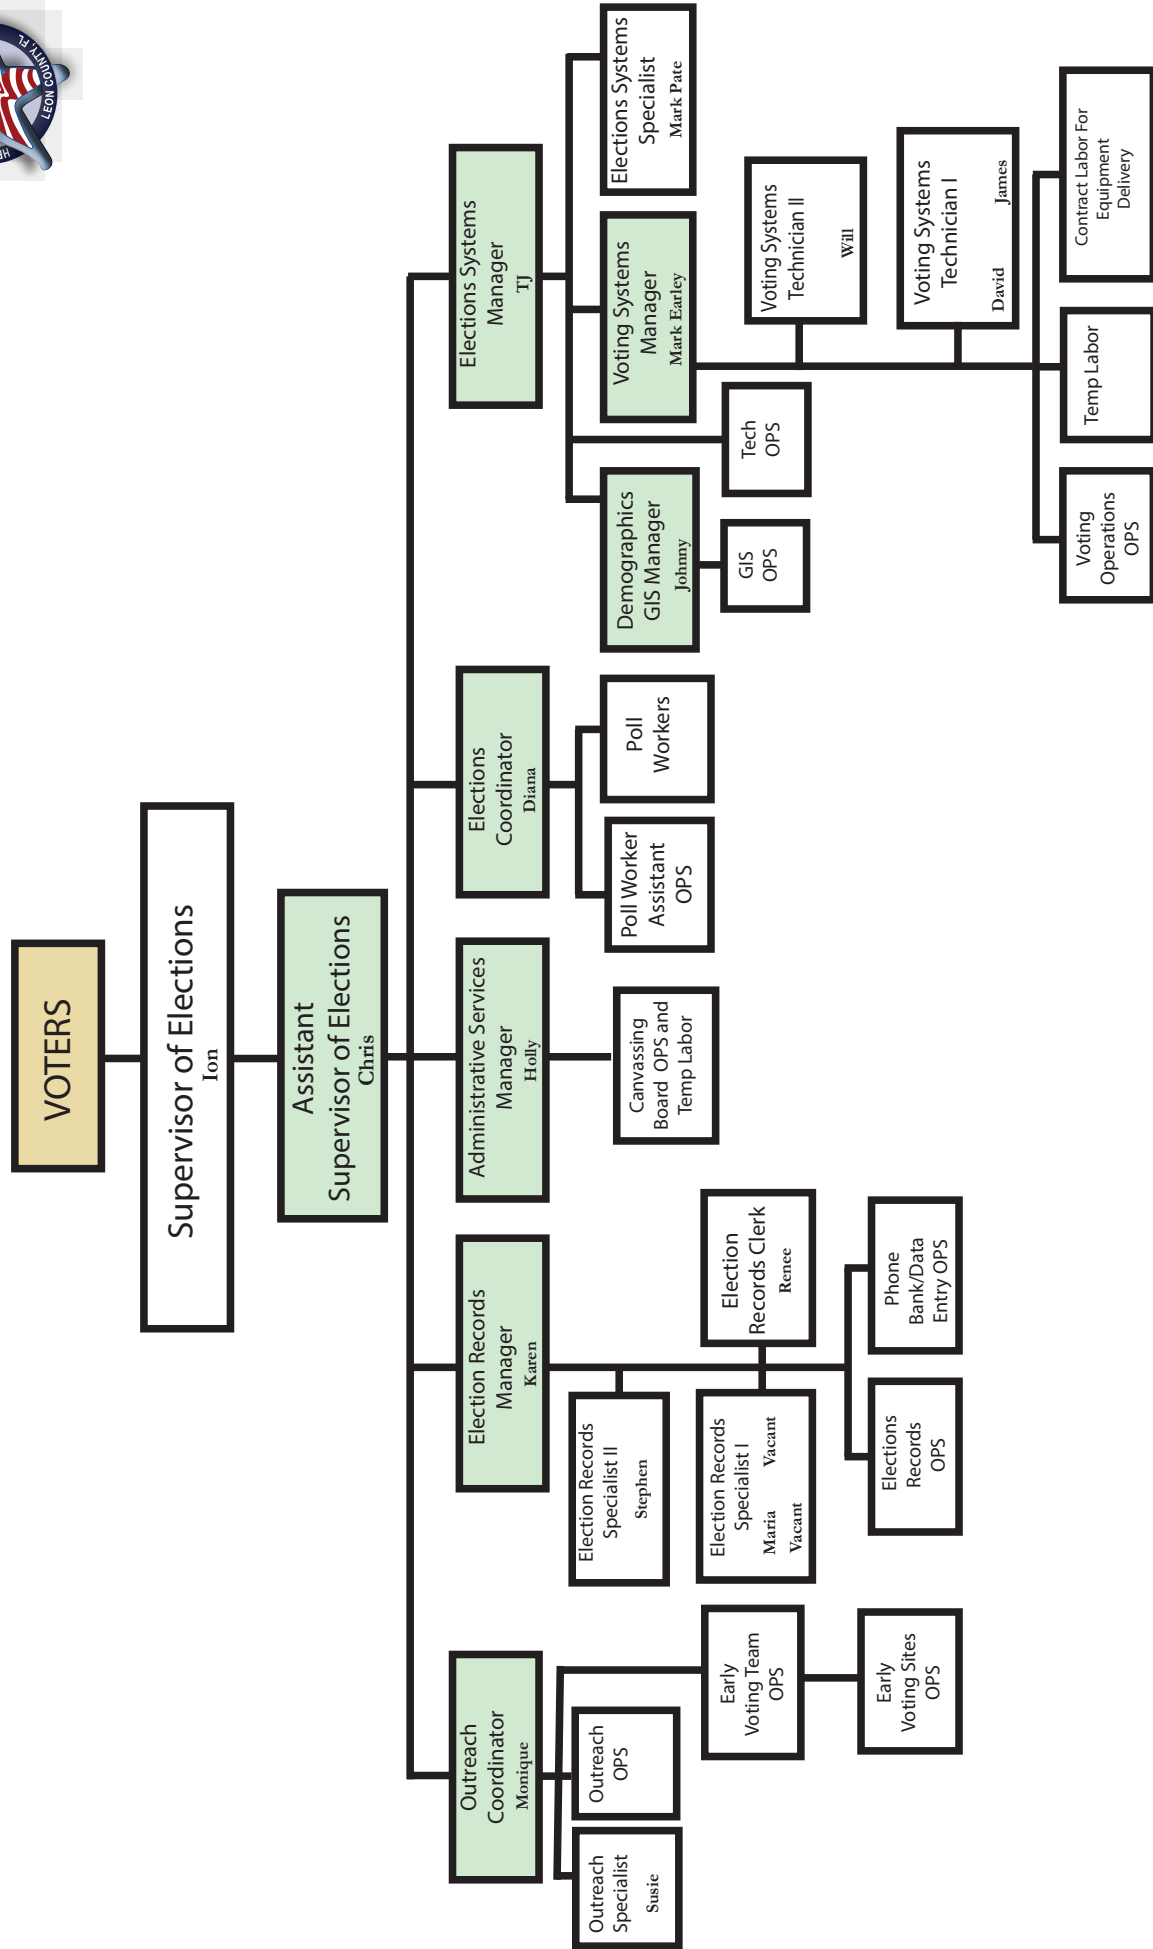 LEON COUNTY, FL
VOTERS
Supervisor of Elections
Ion
Assistant
Supervisor of Elections
Chris
Outreach
Coordinator
Monique
Outreach
Specialist
Susie
Outreach
OPS
Early
Voting Team
OPS
Early
Voting Sites
OPS
Election Records
Manager
Karen
Election Records
Specialist II
Stephen
Election Records
Specialist I
Maria Vacant
Vacant
Election
Records Clerk
Renee
Elections
Records
OPS
Phone
Bank/Data
Entry OPS
Administrative Services
Manager
Holly
Canvassing
Board OPS and
Temp Labor
Elections
Coordinator
Diana
Poll Worker
Assistant
OPS
Poll
Workers
Elections Systems
Manager
TJ
Demographics
GIS Manager
Johnny
GIS
OPS
Tech
OPS
Voting Systems
Manager
Mark Earley
Elections Systems
Specialist
Mark Pate
Voting Systems
Technician II
Will
Voting Systems
Technician I
David James
Voting
Operations
OPS
Temp Labor
Contract Labor For
Equipment
Delivery